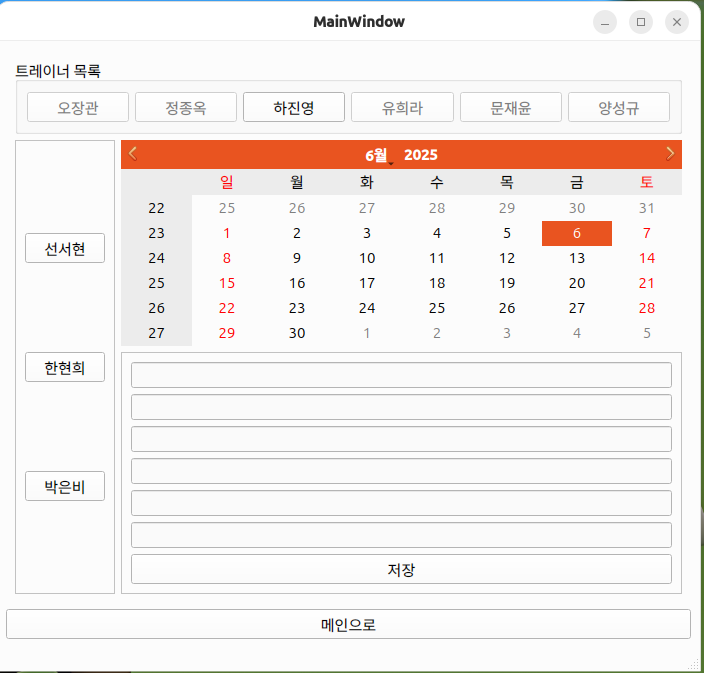 MainWindow
트레이너 목록
오장관 정종옥 하진영 유희라 문재윤 양성규
6월 2025
일 월 화 수 목 금 토
22 25 26 27 28 29 30 31
23 1 2 3 4 5 6 7
24 8 9 10 11 12 13 14
25 15 16 17 18 19 20 21
26 22 23 24 25 26 27 28
27 29 30 1 2 3 4 5
선서현
한현희
박은비
저장
메인으로